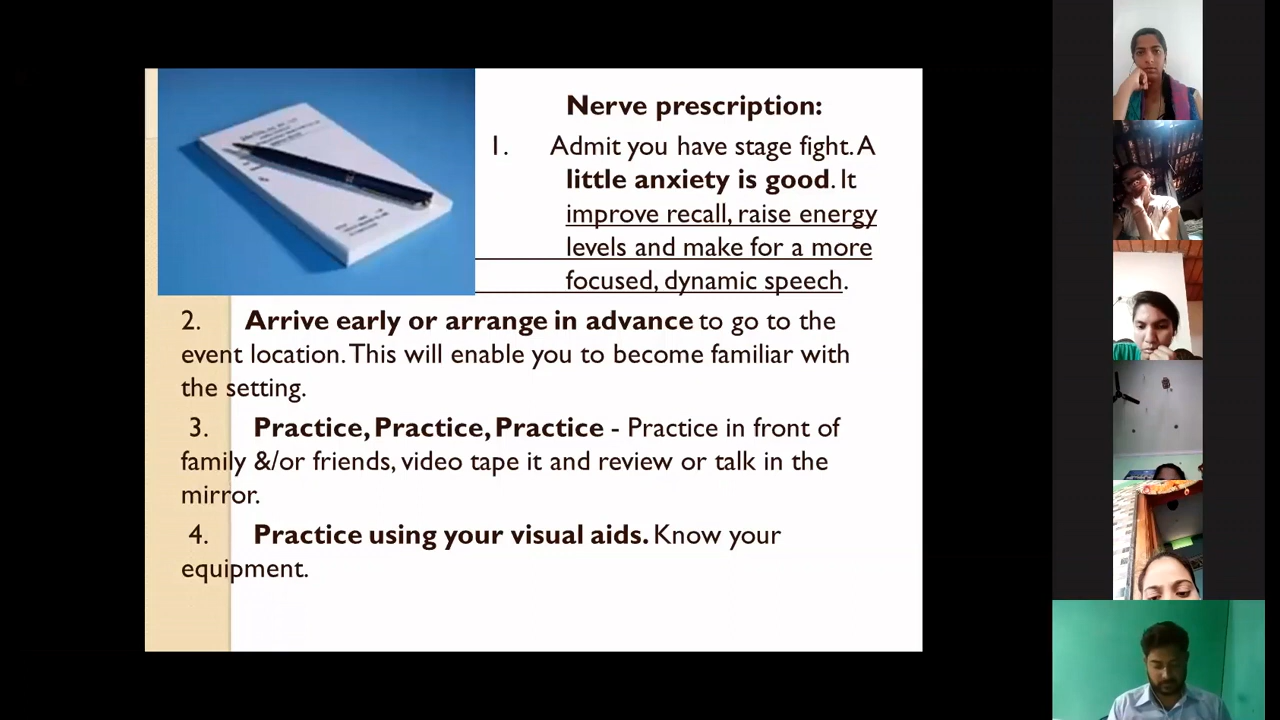 Nerve prescription:
1. Admit you have stage fight. A
little anxiety is good. It
improve recall, raise energy
levels and make for a more
focused, dynamic speech.
2. Arrive early or arrange in advance to go to the
event location. This will enable you to become familiar with
the setting.
3. Practice, Practice, Practice - Practice in front of
family &/or friends, video tape it and review or talk in the
mirror.
4. Practice using your visual aids. Know your
equipment.